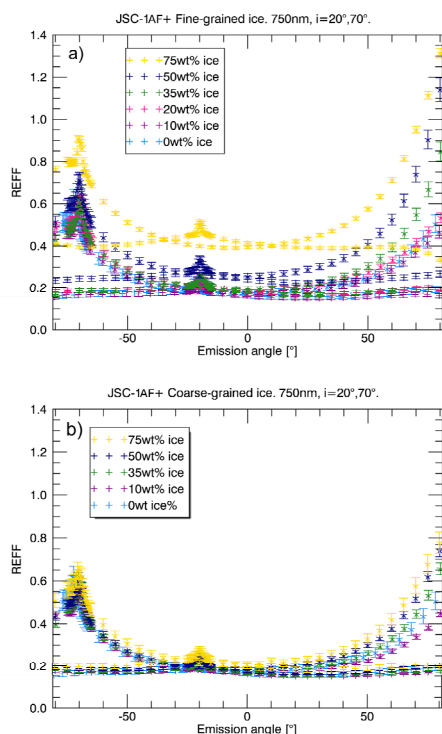 JSC-1AF+ Fine-grained ice. 750nm, i=20°,70°.
a)
75wt% ice
50wt% ice
35wt% ice
20wt% ice
10wt% ice
0wt% ice
REFF
1.4
1.2
1.0
0.8
0.6
0.4
0.2
0.0
-50
0
50
Emission angle [°]
JSC-1AF+ Coarse-grained ice. 750nm, i=20°,70°.
b)
75wt% ice
50wt% ice
35wt% ice
10wt% ice
0wt ice%
REFF
1.4
1.2
1.0
0.8
0.6
0.4
0.2
0.0
-50
0
50
Emission angle [°]